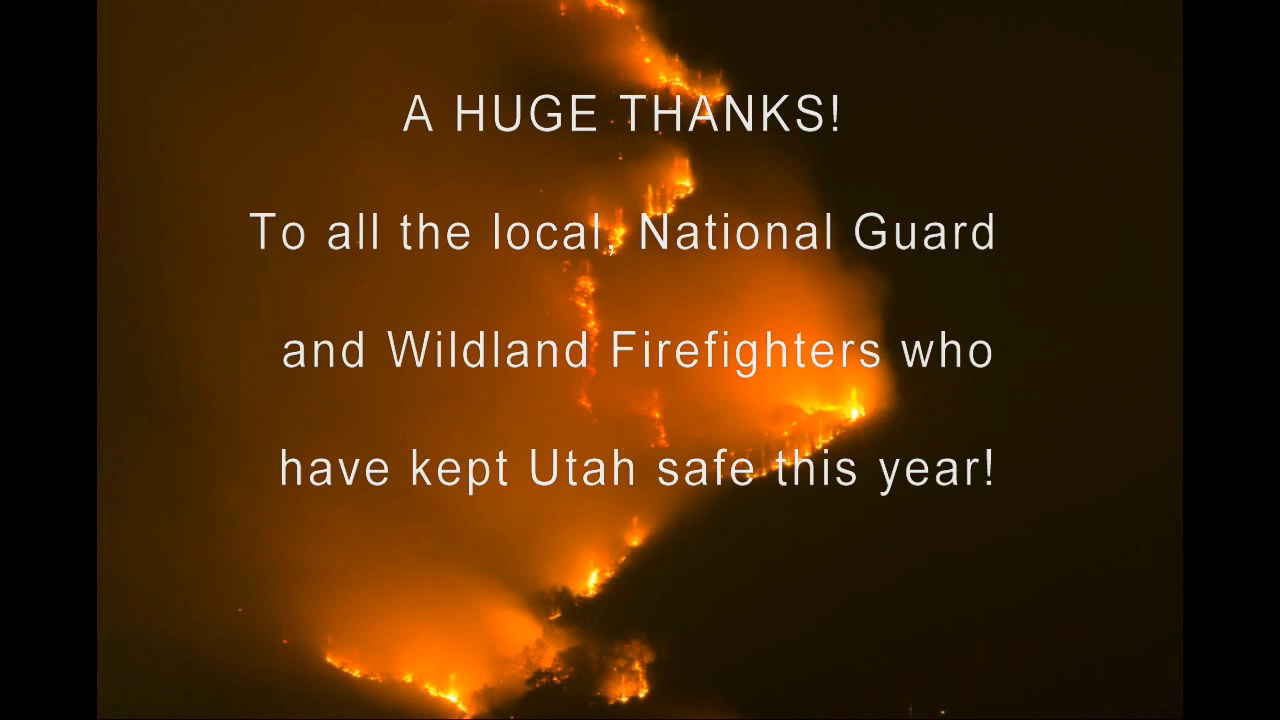 A HUGE THANKS!
To all the local, National Guard
and Wildland Firefighters who
have kept Utah safe this year!